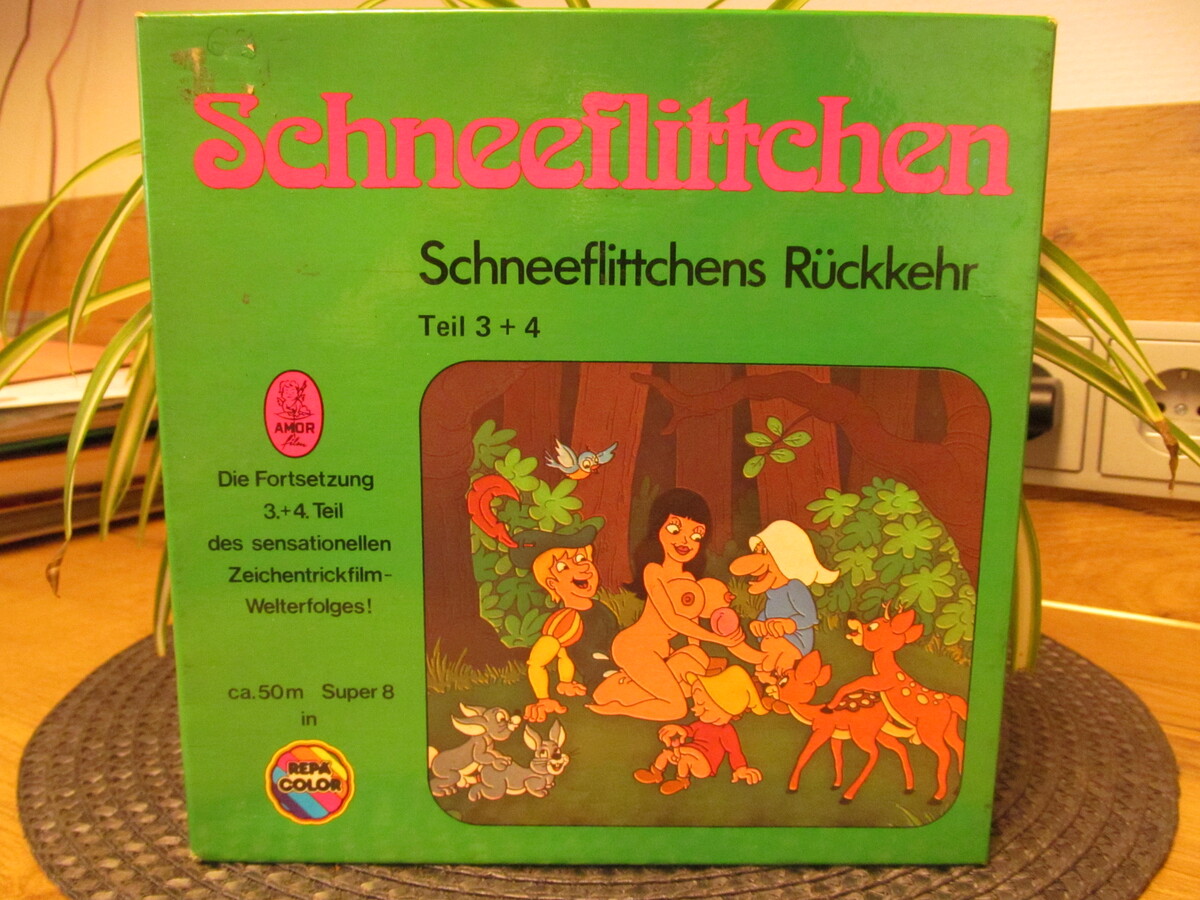 Schneeflittchen
Schneeflittchens Rückkehr
Teil 3 + 4
AMOR
film
Die Fortsetzung
3.+4. Teil
des sensationellen
Zeichentrickfilm-
Welterfolges!
ca. 50 m Super 8
in
REPA
COLOR